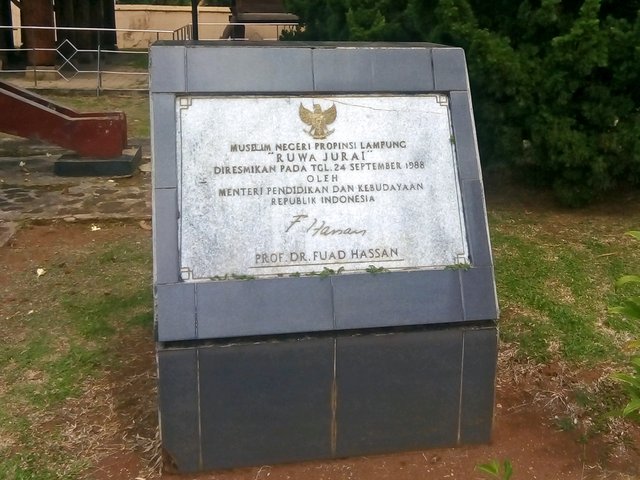 MUSEUM NEGERI PROPINSI LAMPUNG
"RUWA JURAI"
DIRESMIKAN PADA TGL. 24 SEPTEMBER 1988
OLEH
MENTERI PENDIDIKAN DAN KEBUDAYAAN
REPUBLIK INDONESIA
F Hassan
PROF. DR. FUAD HASSAN